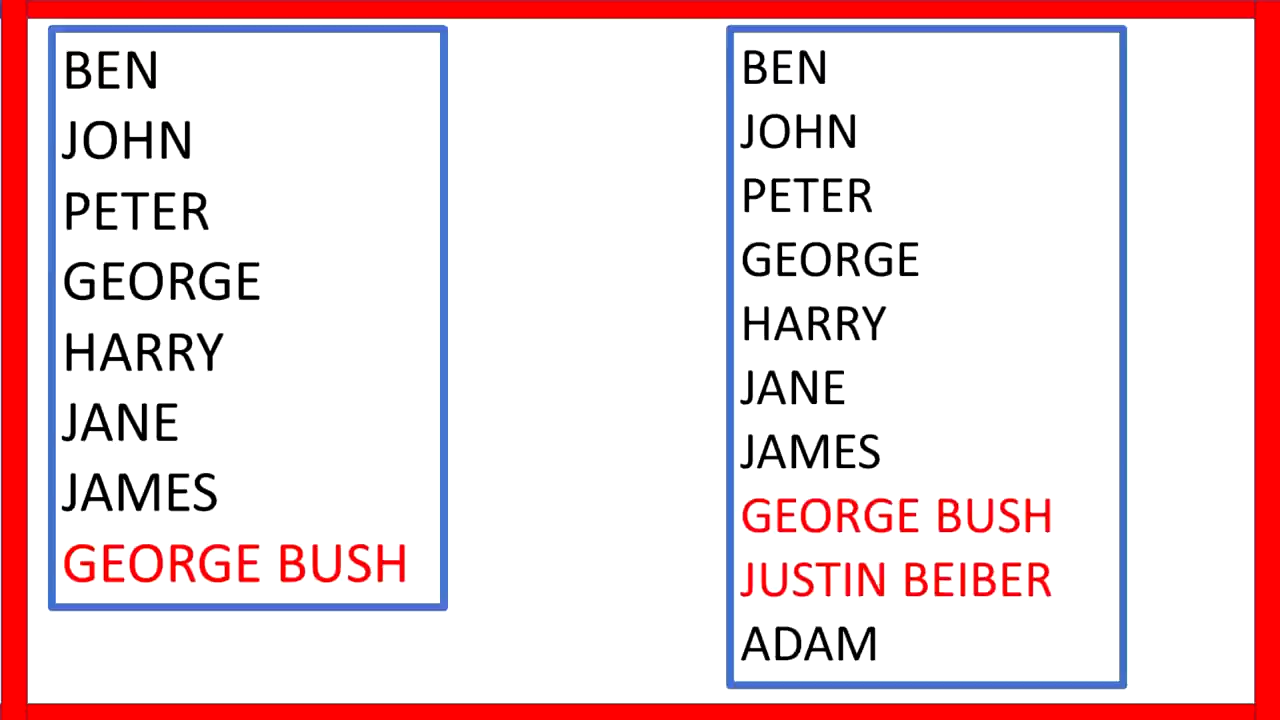 BEN
JOHN
PETER
GEORGE
HARRY
JANE
JAMES
GEORGE BUSH
BEN
JOHN
PETER
GEORGE
HARRY
JANE
JAMES
GEORGE BUSH
JUSTIN BEIBER
ADAM